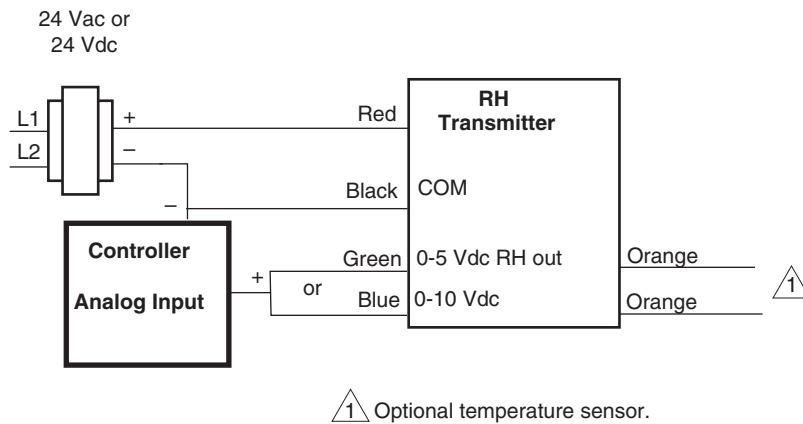 24 Vac or
24 Vdc
L1
+
Red
RH
Transmitter
L2
–
–
Black
COM
Controller
Analog Input
+
Green
or
Blue
0-5 Vdc RH out
0-10 Vdc
Orange
Orange
1
1 Optional temperature sensor.